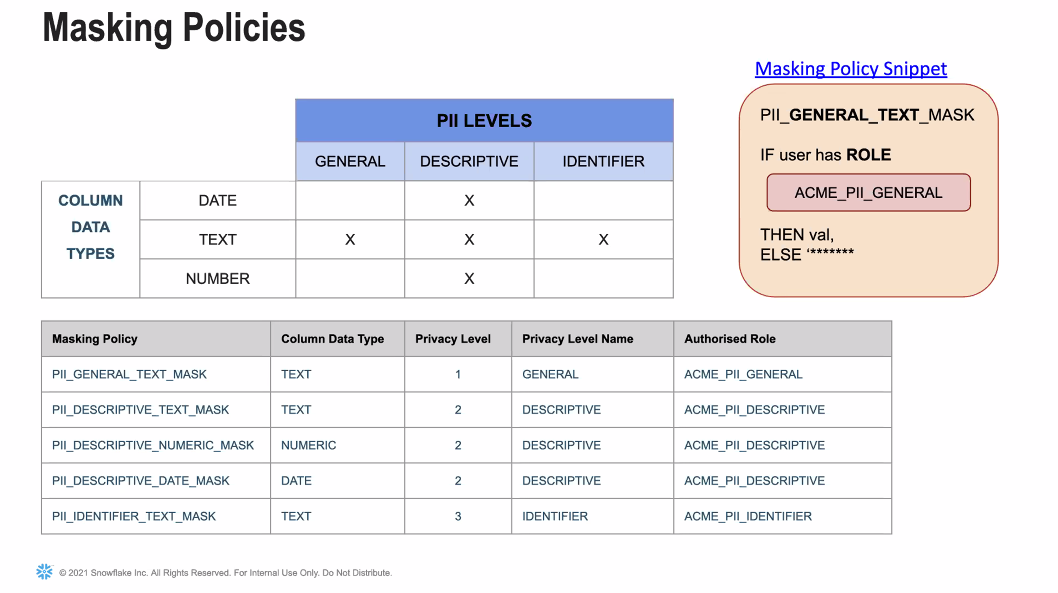 Masking Policies
Masking Policy Snippet
PII_GENERAL_TEXT_MASK
IF user has ROLE
ACME_PII_GENERAL
THEN val,
ELSE ‘*******
PII LEVELS
GENERAL DESCRIPTIVE IDENTIFIER
COLUMN
DATA
TYPES
DATE X
TEXT X X X
NUMBER X
Masking Policy Column Data Type Privacy Level Privacy Level Name Authorised Role
PII_GENERAL_TEXT_MASK TEXT 1 GENERAL ACME_PII_GENERAL
PII_DESCRIPTIVE_TEXT_MASK TEXT 2 DESCRIPTIVE ACME_PII_DESCRIPTIVE
PII_DESCRIPTIVE_NUMERIC_MASK NUMERIC 2 DESCRIPTIVE ACME_PII_DESCRIPTIVE
PII_DESCRIPTIVE_DATE_MASK DATE 2 DESCRIPTIVE ACME_PII_DESCRIPTIVE
PII_IDENTIFIER_TEXT_MASK TEXT 3 IDENTIFIER ACME_PII_IDENTIFIER
© 2021 Snowflake Inc. All Rights Reserved. For Internal Use Only. Do Not Distribute.